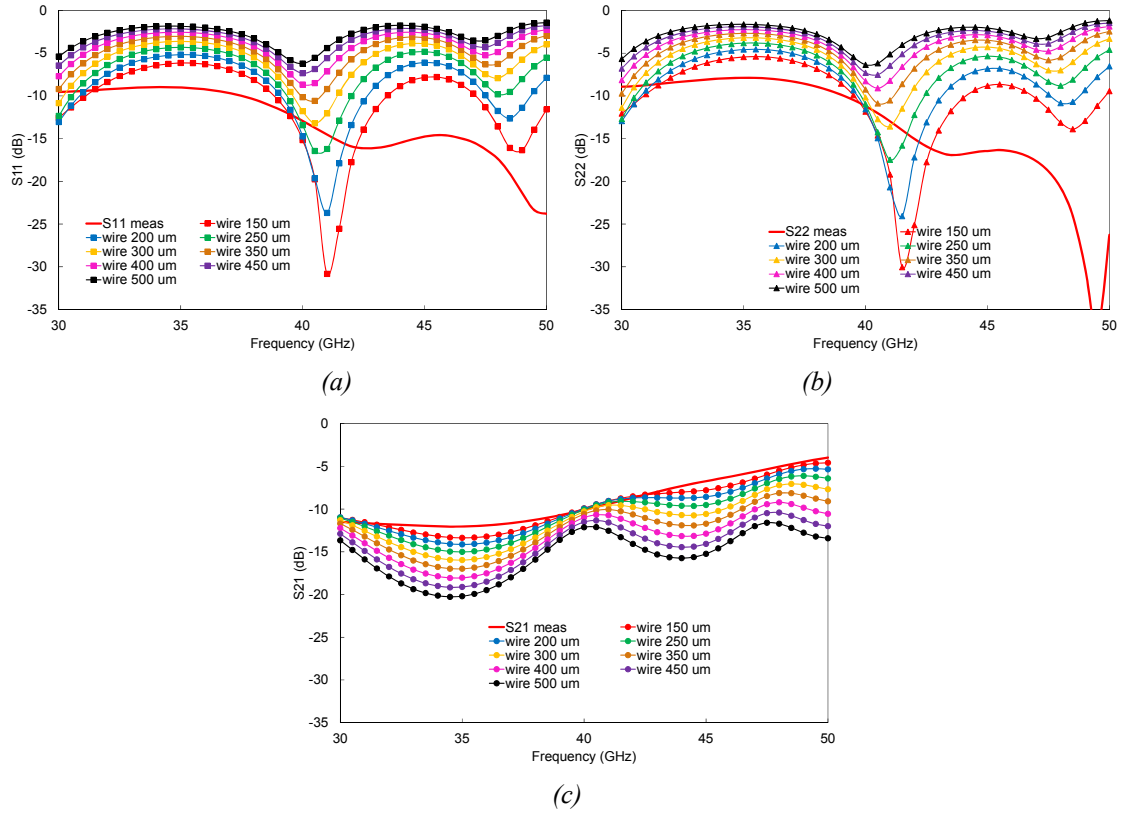 0
-5
-10
-15
-20
-25
-30
-35
S11 (dB)
S11 meas
wire 150 um
wire 200 um
wire 250 um
wire 300 um
wire 350 um
wire 400 um
wire 450 um
wire 500 um
30
35
40
45
50
Frequency (GHz)
(a)
0
-5
-10
-15
-20
-25
-30
-35
S22 (dB)
S22 meas
wire 150 um
wire 200 um
wire 250 um
wire 300 um
wire 350 um
wire 400 um
wire 450 um
wire 500 um
30
35
40
45
50
Frequency (GHz)
(b)
0
-5
-10
-15
-20
-25
-30
-35
S21 (dB)
S21 meas
wire 150 um
wire 200 um
wire 250 um
wire 300 um
wire 350 um
wire 400 um
wire 450 um
wire 500 um
30
35
40
45
50
Frequency (GHz)
(c)